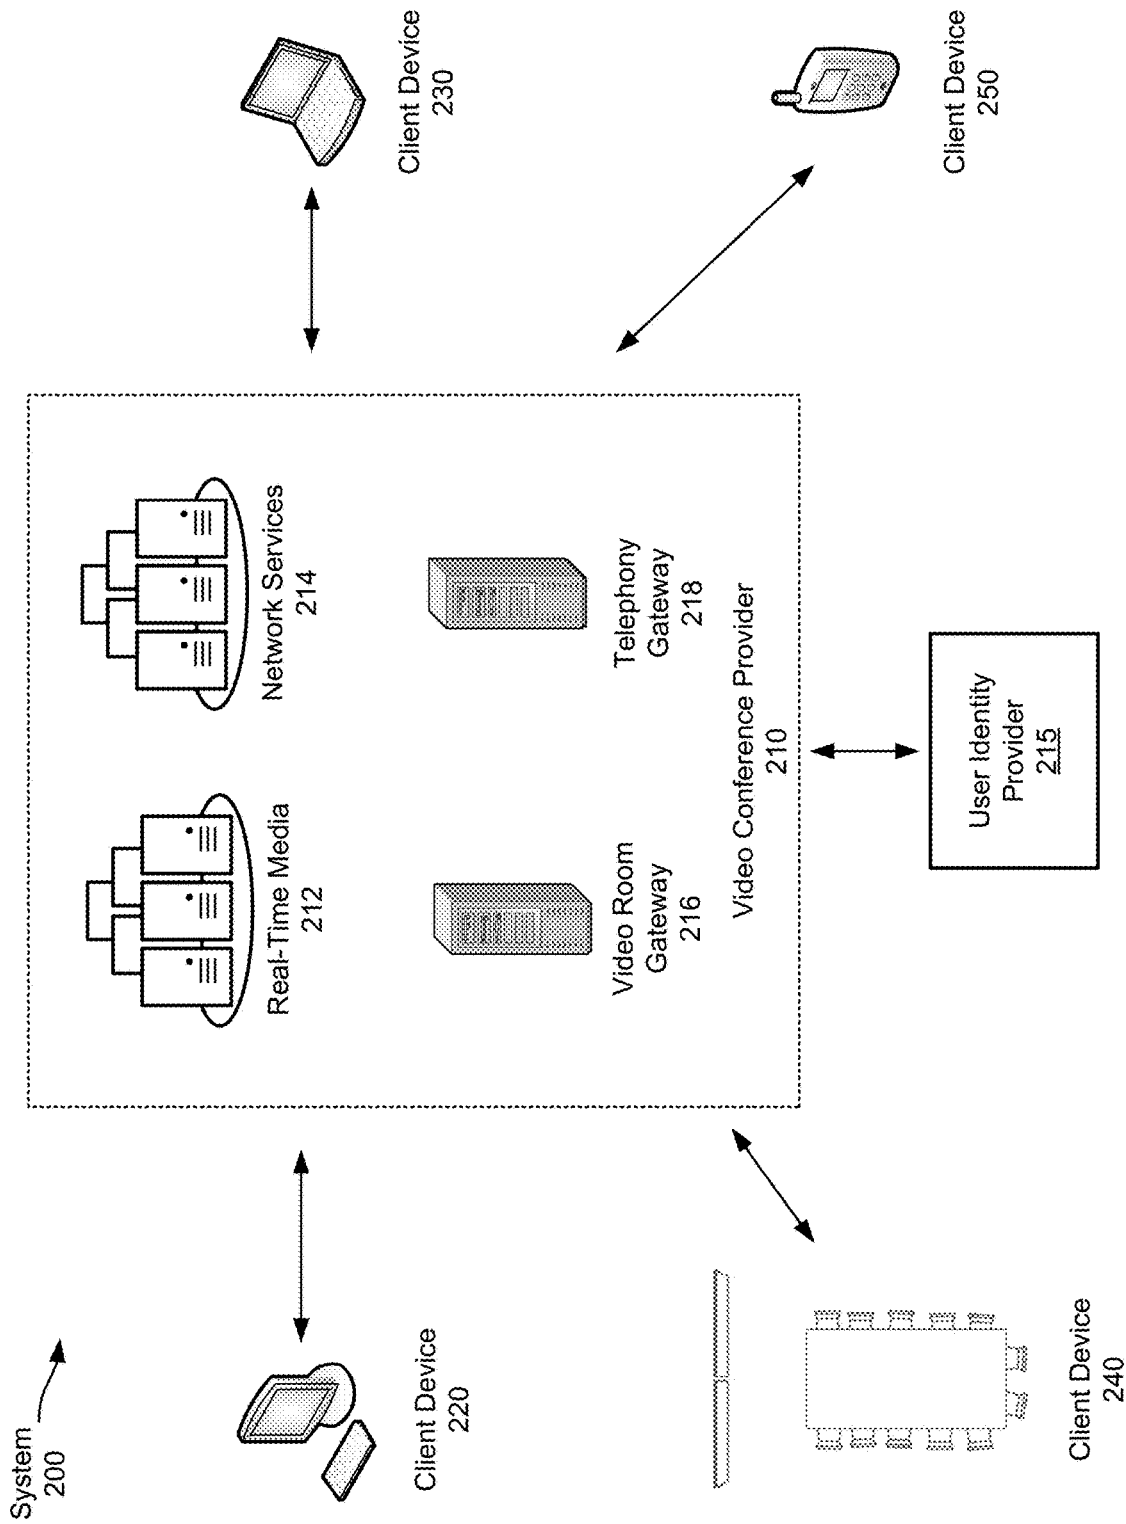 System
200
Real-Time Media
212
Network Services
214
Client Device
220
Client Device
230
Video Room
Gateway
216
Telephony
Gateway
218
Video Conference Provider
210
Client Device
240
User Identity
Provider
215
Client Device
250